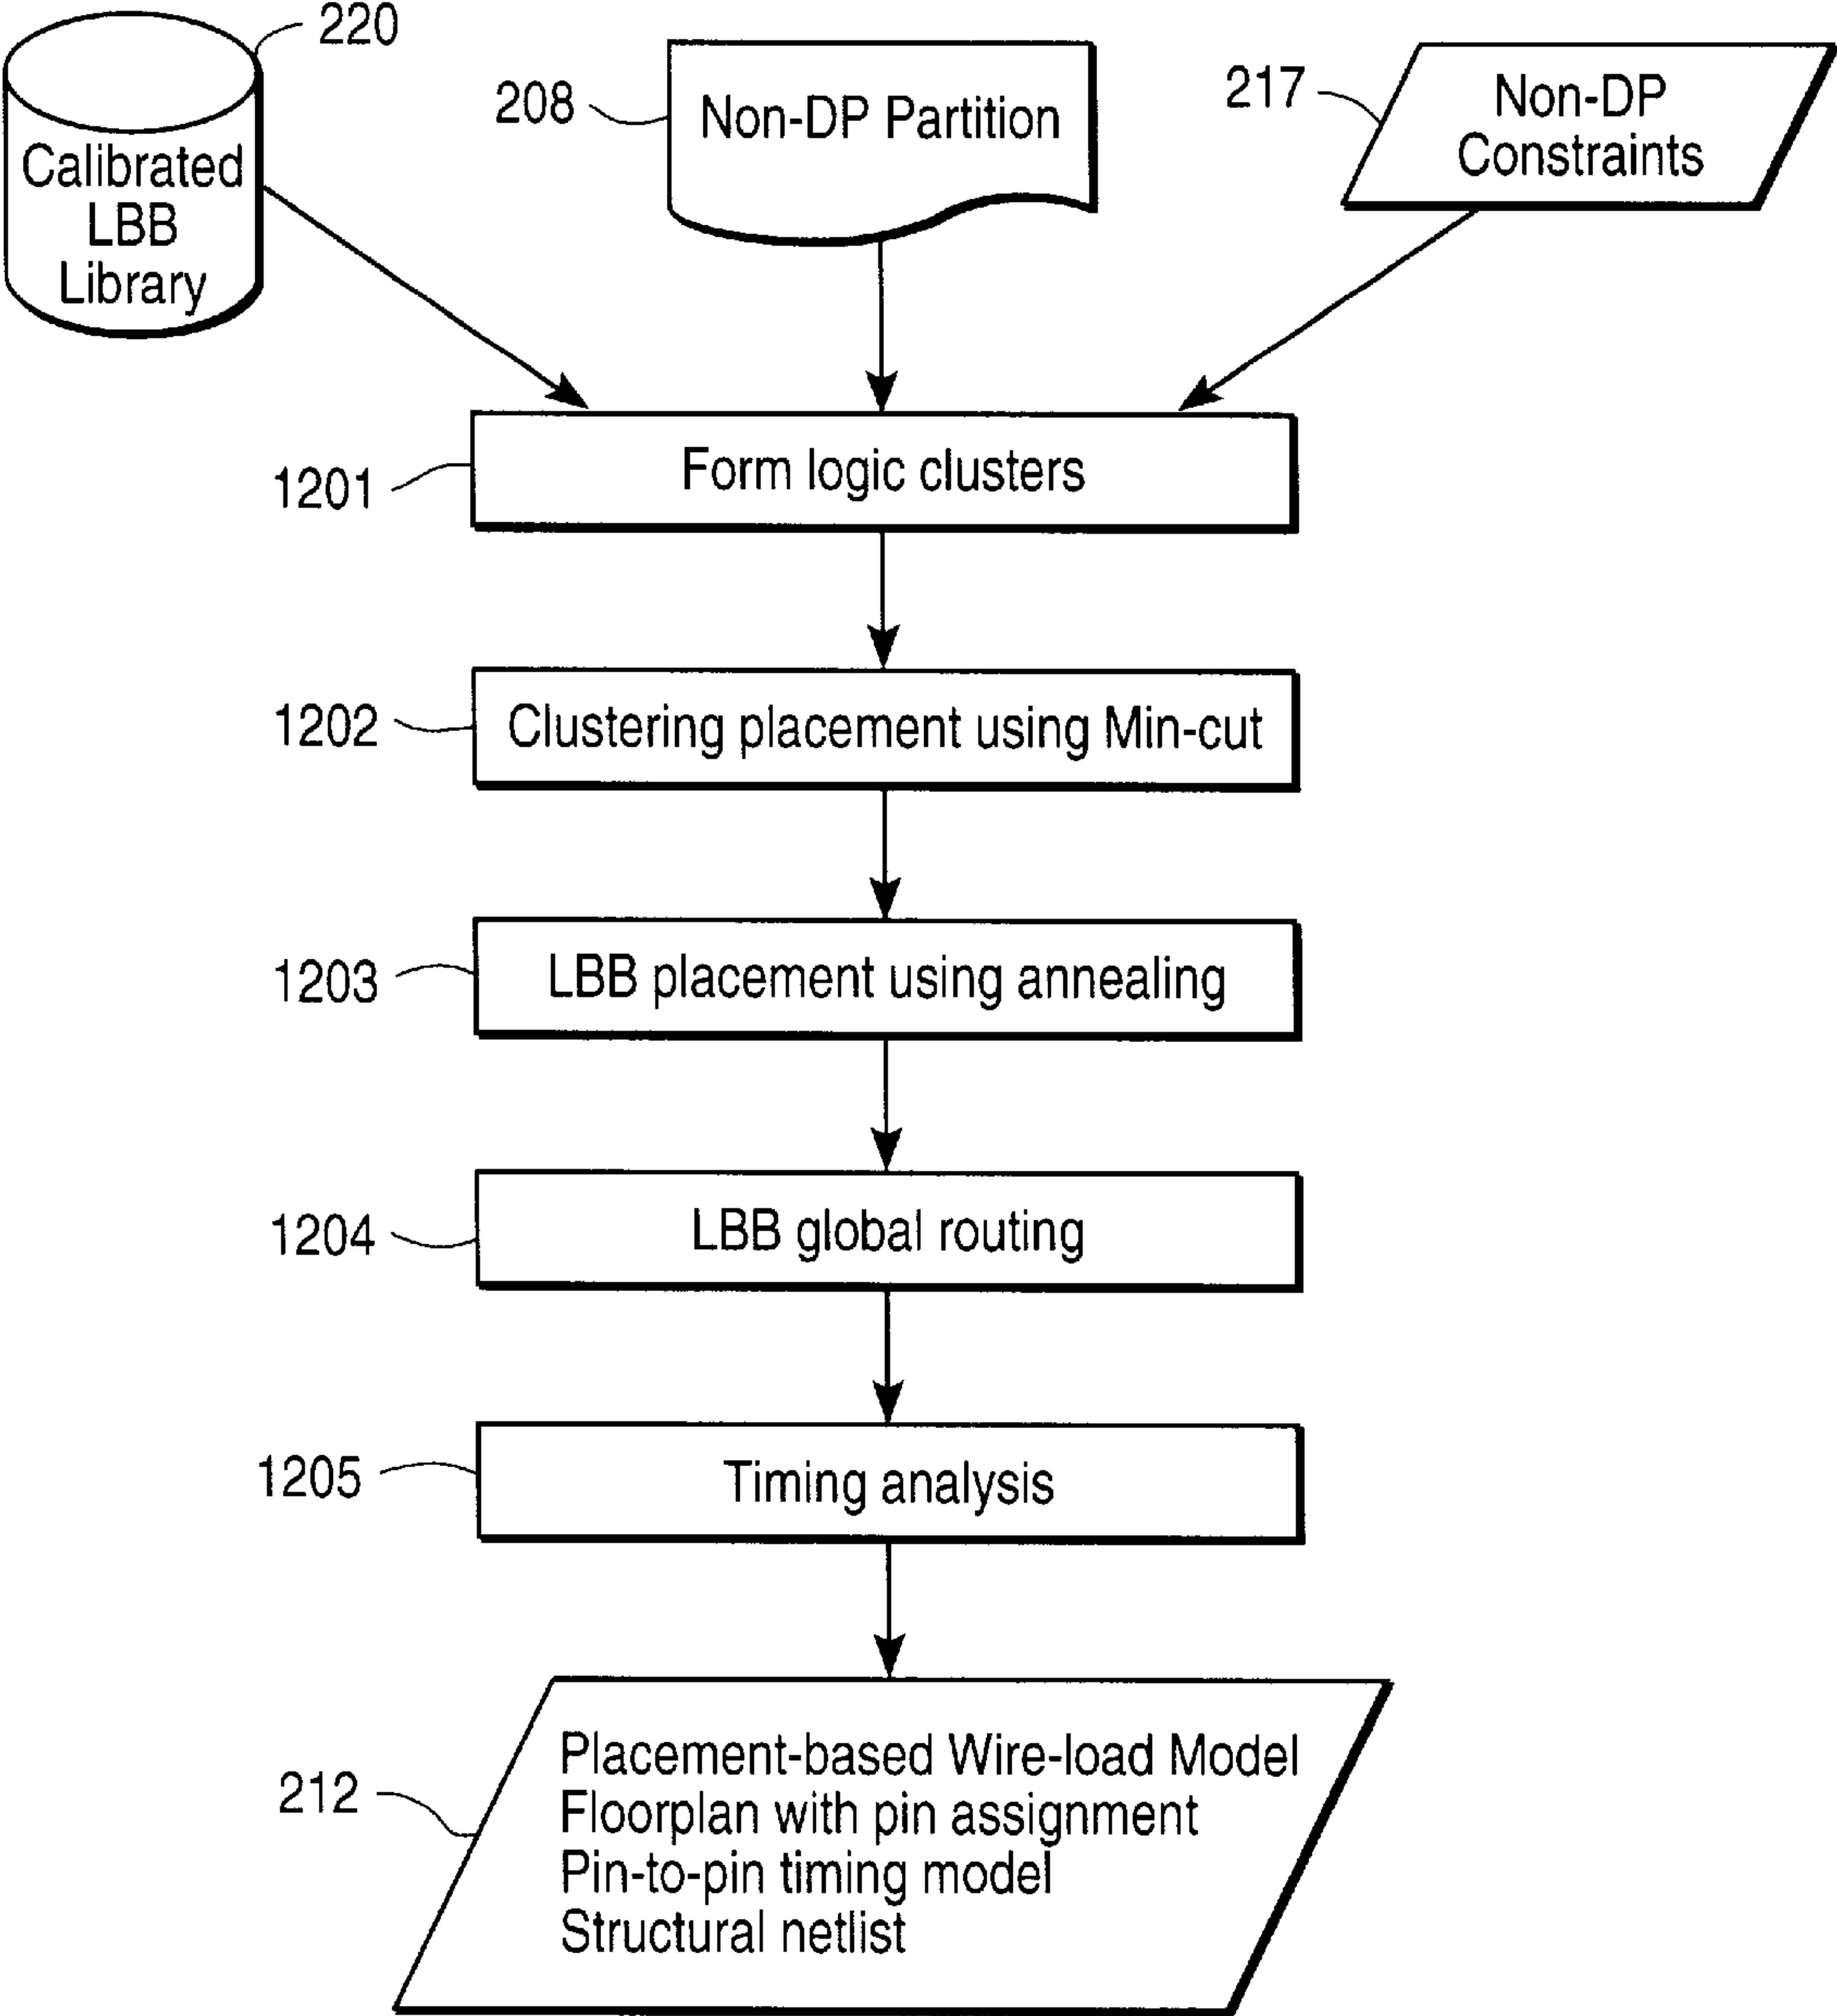 220
Calibrated
LBB
Library
208
Non-DP Partition
217
Non-DP
Constraints
1201
Form logic clusters
1202
Clustering placement using Min-cut
1203
LBB placement using annealing
1204
LBB global routing
1205
Timing analysis
212
Placement-based Wire-load Model
Floorplan with pin assignment
Pin-to-pin timing model
Structural netlist